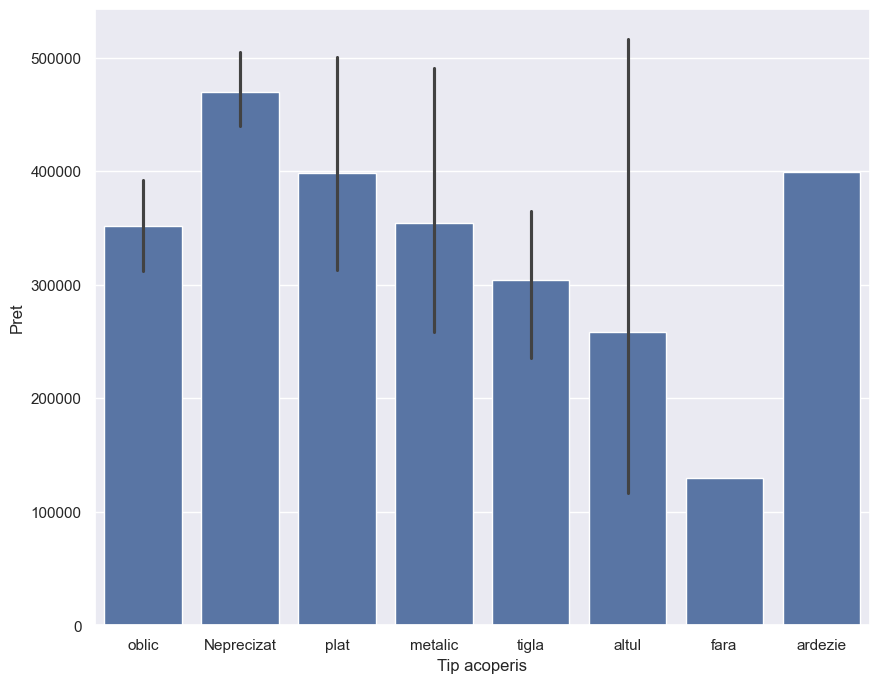 Pret
500000
400000
300000
200000
100000
0
oblic Neprecizat plat metalic tigla altul fara ardezie
Tip acoperis